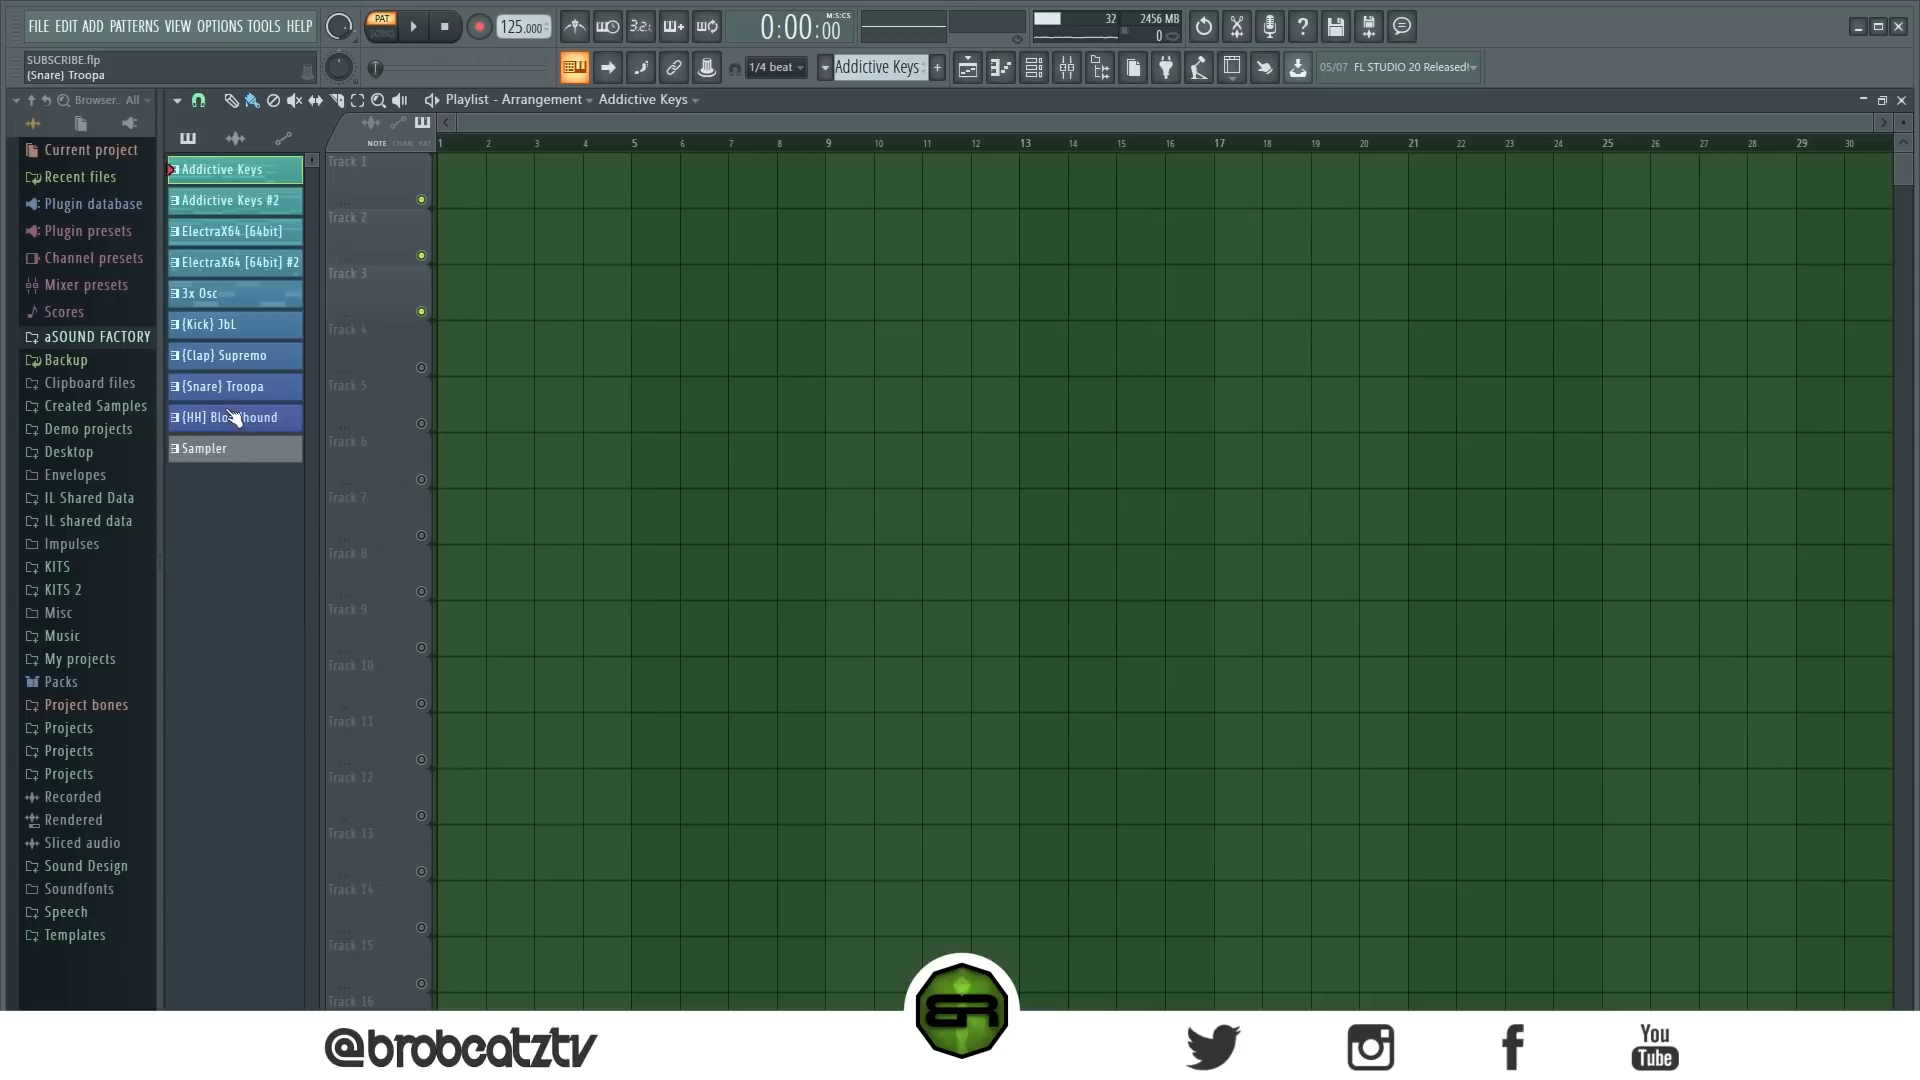 FILE EDIT ADD PATTERNS VIEW OPTIONS TOOLS HELP
PAT
SONG
125.000
3.2.
M:S:CS
0:00:00
32
2456 MB
0
SUBSCRIBE.flp
{Snare} Troopa
1/4 beat
Addictive Keys
05/07 FL STUDIO 20 Released!
Browser.. All
Playlist - Arrangement
Addictive Keys
NOTE CHAN PAT
1 2 3 4 5 6 7 8 9 10 11 12 13 14 15 16 17 18 19 20 21 22 23 24 25 26 27 28 29 30
Current project
Recent files
Plugin database
Plugin presets
Channel presets
Mixer presets
Scores
aSOUND FACTORY
Backup
Clipboard files
Created Samples
Demo projects
Desktop
Envelopes
IL Shared Data
IL shared data
Impulses
KITS
KITS 2
Misc
Music
My projects
Packs
Project bones
Projects
Projects
Projects
Recorded
Rendered
Sliced audio
Sound Design
Soundfonts
Speech
Templates
Addictive Keys
Addictive Keys #2
ElectraX64 [64bit]
ElectraX64 [64bit] #2
3x Osc
{Kick} JbL
{Clap} Supremo
{Snare} Troopa
Sampler
Track 1
Track 2
Track 3
Track 4
Track 5
Track 6
Track 7
Track 8
Track 9
Track 10
Track 11
Track 12
Track 13
Track 14
Track 15
Track 16
@brobeatztv
BR
You
Tube